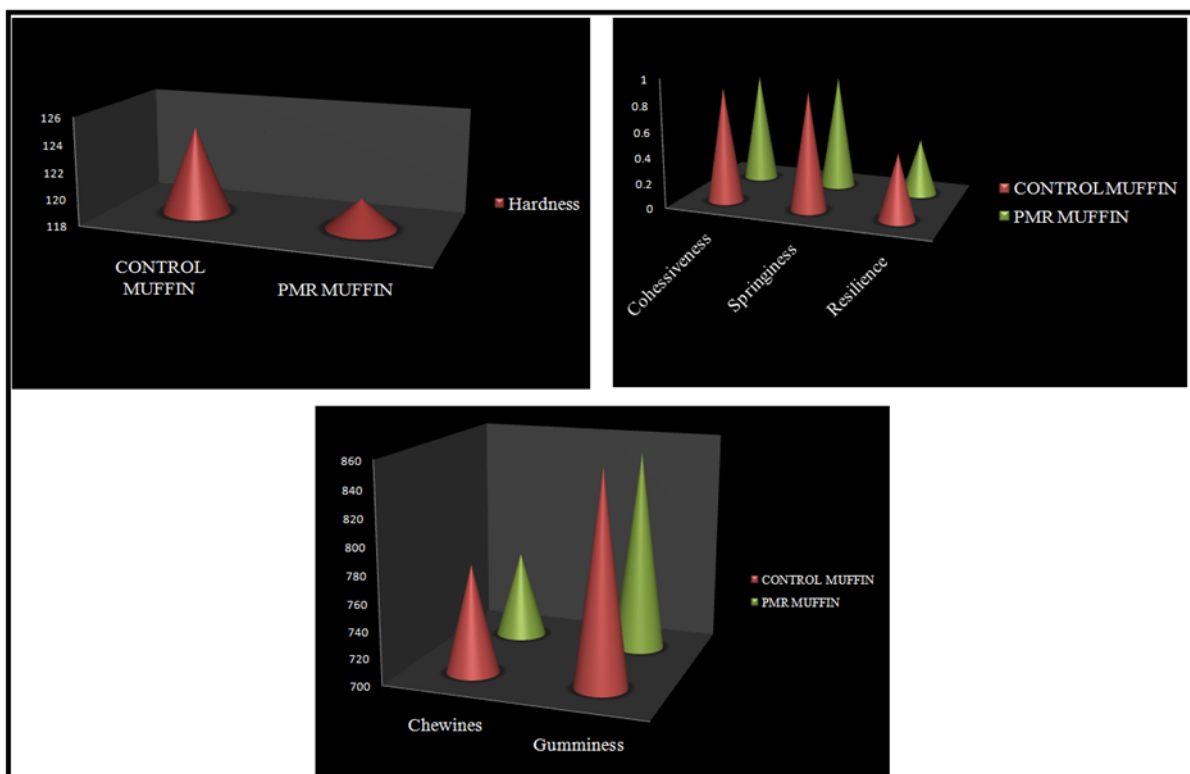 126
124
122
120
118
CONTROL
MUFFIN
PMR MUFFIN
Hardness
1
0.8
0.6
0.4
0.2
0
Cohessiveness
Springiness
Resilience
CONTROL MUFFIN
PMR MUFFIN
860
840
820
800
780
760
740
720
700
Chewines
Gumminess
CONTROL MUFFIN
PMR MUFFIN